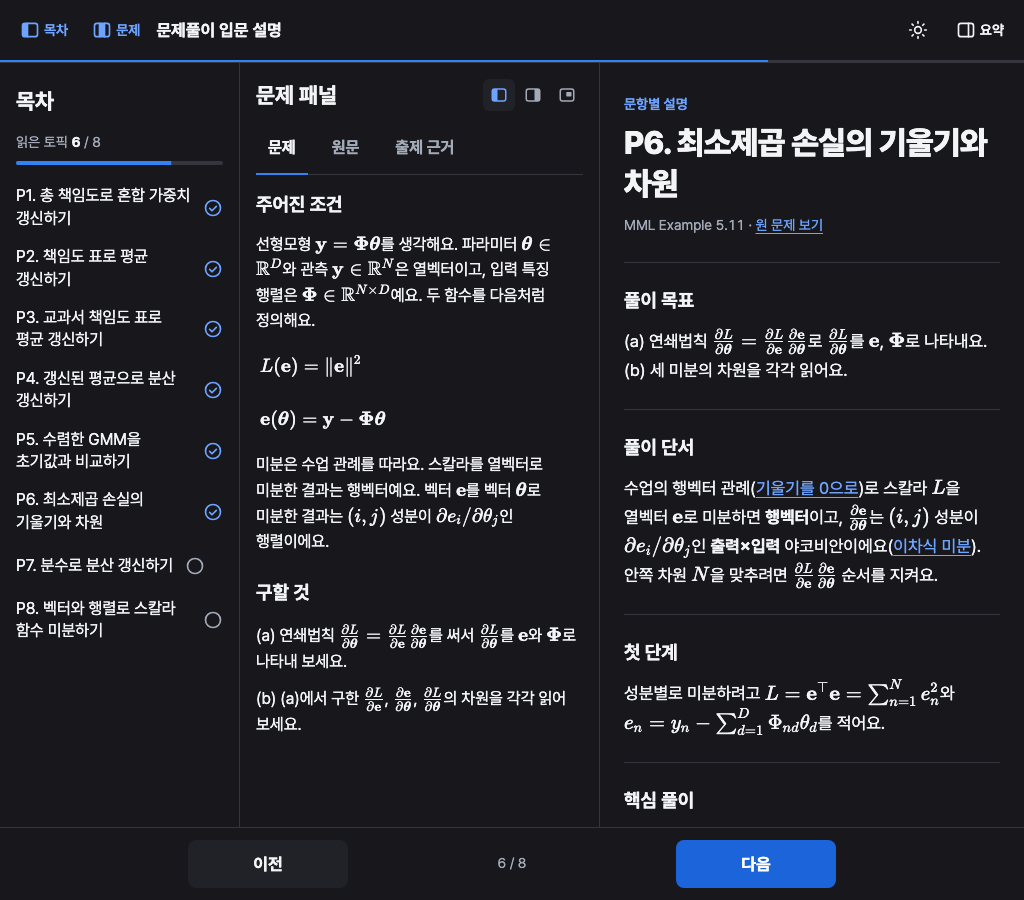 목차 문제 문제풀이 입문 설명 요약
목차
읽은 토픽 6 / 8
P1. 총 책임도로 혼합 가중치
갱신하기
P2. 책임도 표로 평균
갱신하기
P3. 교과서 책임도 표로
평균 갱신하기
P4. 갱신된 평균으로 분산
갱신하기
P5. 수렴한 GMM을
초기값과 비교하기
P6. 최소제곱 손실의
기울기와 차원
P7. 분수로 분산 갱신하기
P8. 벡터와 행렬로 스칼라
함수 미분하기
문제 패널
문제 원문 출제 근거
주어진 조건
선형모형 y = Φθ를 생각해요. 파라미터 θ ∈
ℝ^D와 관측 y ∈ ℝ^N은 열벡터이고, 입력 특징
행렬은 Φ ∈ ℝ^{N×D}예요. 두 함수를 다음처럼
정의해요.
L(e) = ‖e‖²
e(θ) = y − Φθ
미분은 수업 관례를 따라요. 스칼라를 열벡터로
미분한 결과는 행벡터예요. 벡터 e를 벡터 θ로
미분한 결과는 (i, j) 성분이 ∂e_i/∂θ_j인
행렬이에요.
구할 것
(a) 연쇄법칙 ∂L/∂θ = ∂L/∂e ∂e/∂θ를 써서 ∂L/∂θ를 e와 Φ로
나타내 보세요.
(b) (a)에서 구한 ∂L/∂e, ∂e/∂θ, ∂L/∂θ의 차원을 각각 읽어
보세요.
문항별 설명
P6. 최소제곱 손실의 기울기와
차원
MML Example 5.11 · 원 문제 보기
풀이 목표
(a) 연쇄법칙 ∂L/∂θ = ∂L/∂e ∂e/∂θ로 ∂L/∂θ를 e, Φ로 나타내요.
(b) 세 미분의 차원을 각각 읽어요.
풀이 단서
수업의 행벡터 관례(기울기를 0으로)로 스칼라 L을
열벡터 e로 미분하면 행벡터이고, ∂e/∂θ는 (i, j) 성분이
∂e_i/∂θ_j인 출력×입력 야코비안이에요(이차식 미분).
안쪽 차원 N을 맞추려면 ∂L/∂e ∂e/∂θ 순서를 지켜요.
첫 단계
성분별로 미분하려고 L = e^⊤e = ∑_{n=1}^{N} e_n^2와
e_n = y_n − ∑_{d=1}^{D} Φ_{nd}θ_d를 적어요.
핵심 풀이
이전 6 / 8 다음